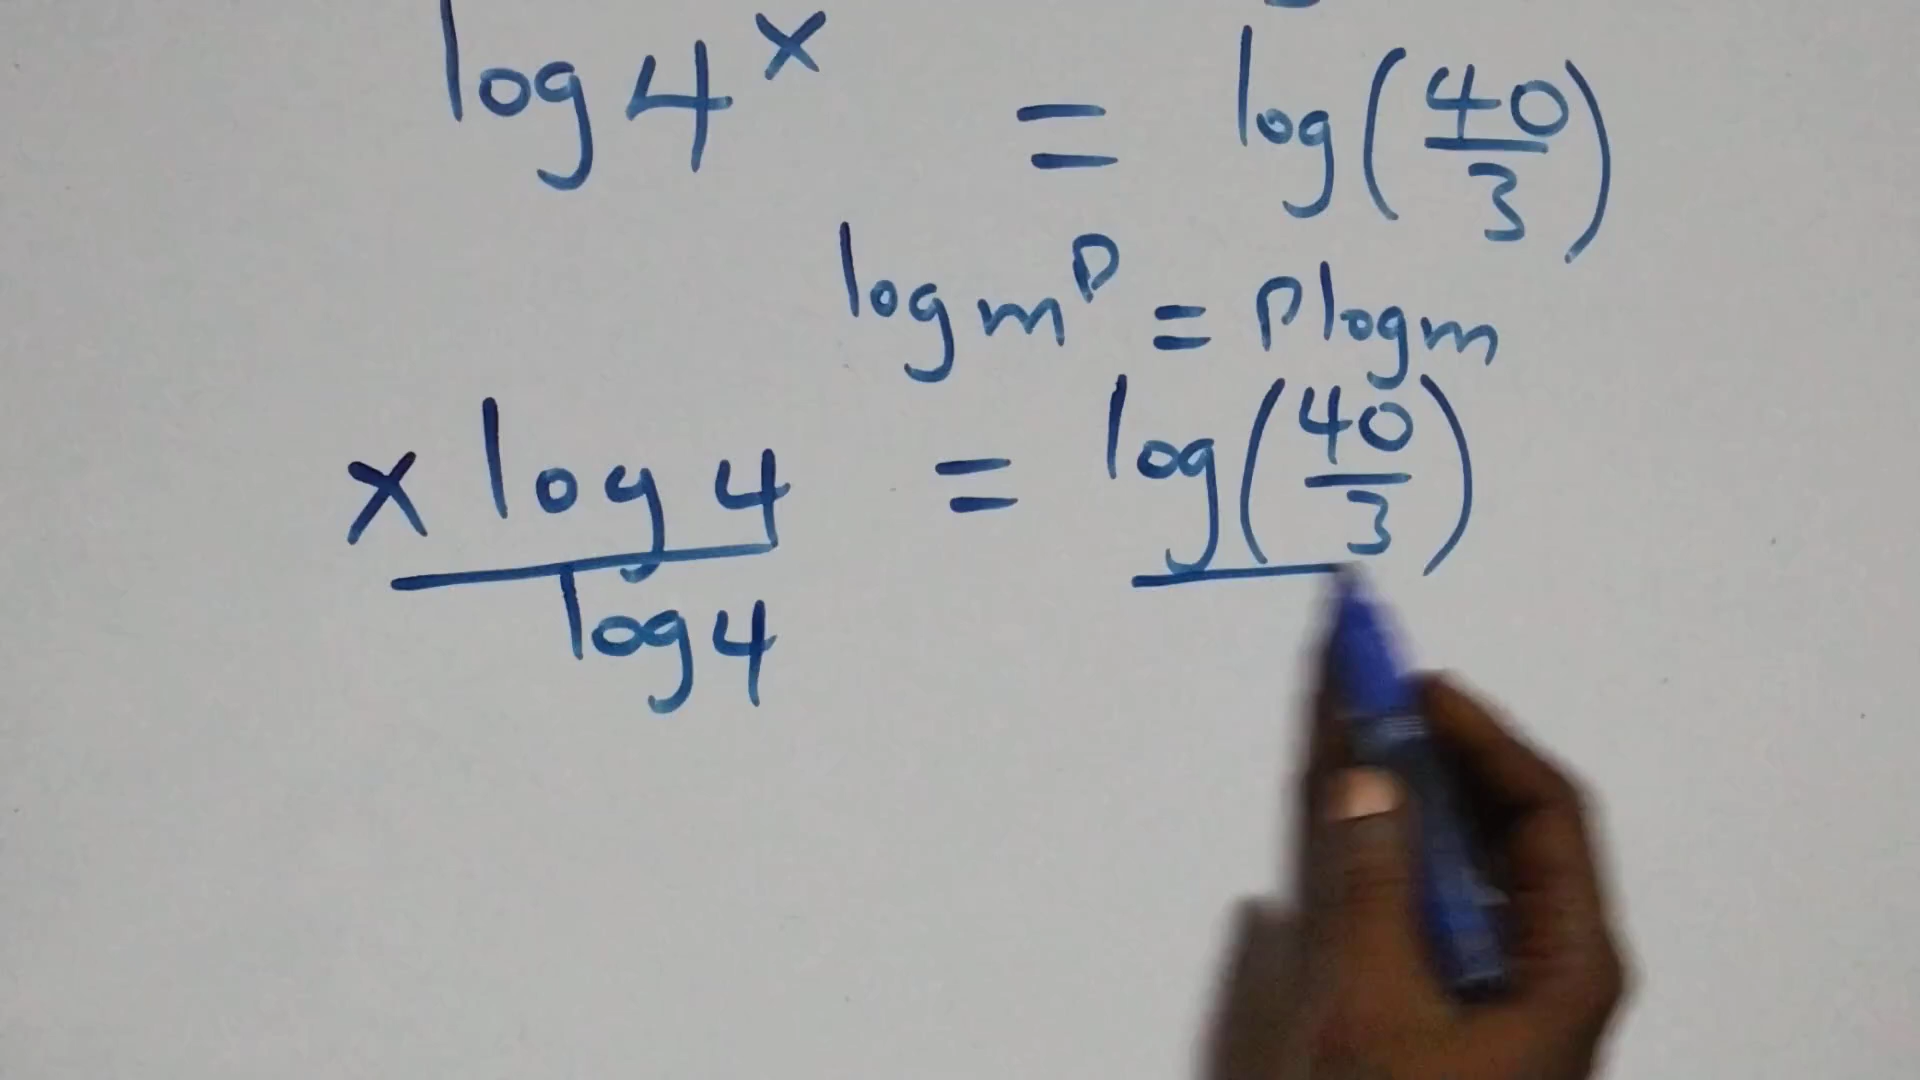 log 4^x = log(40/3)
log m^P = P log m
x log 4 = log(40/3)
log 4